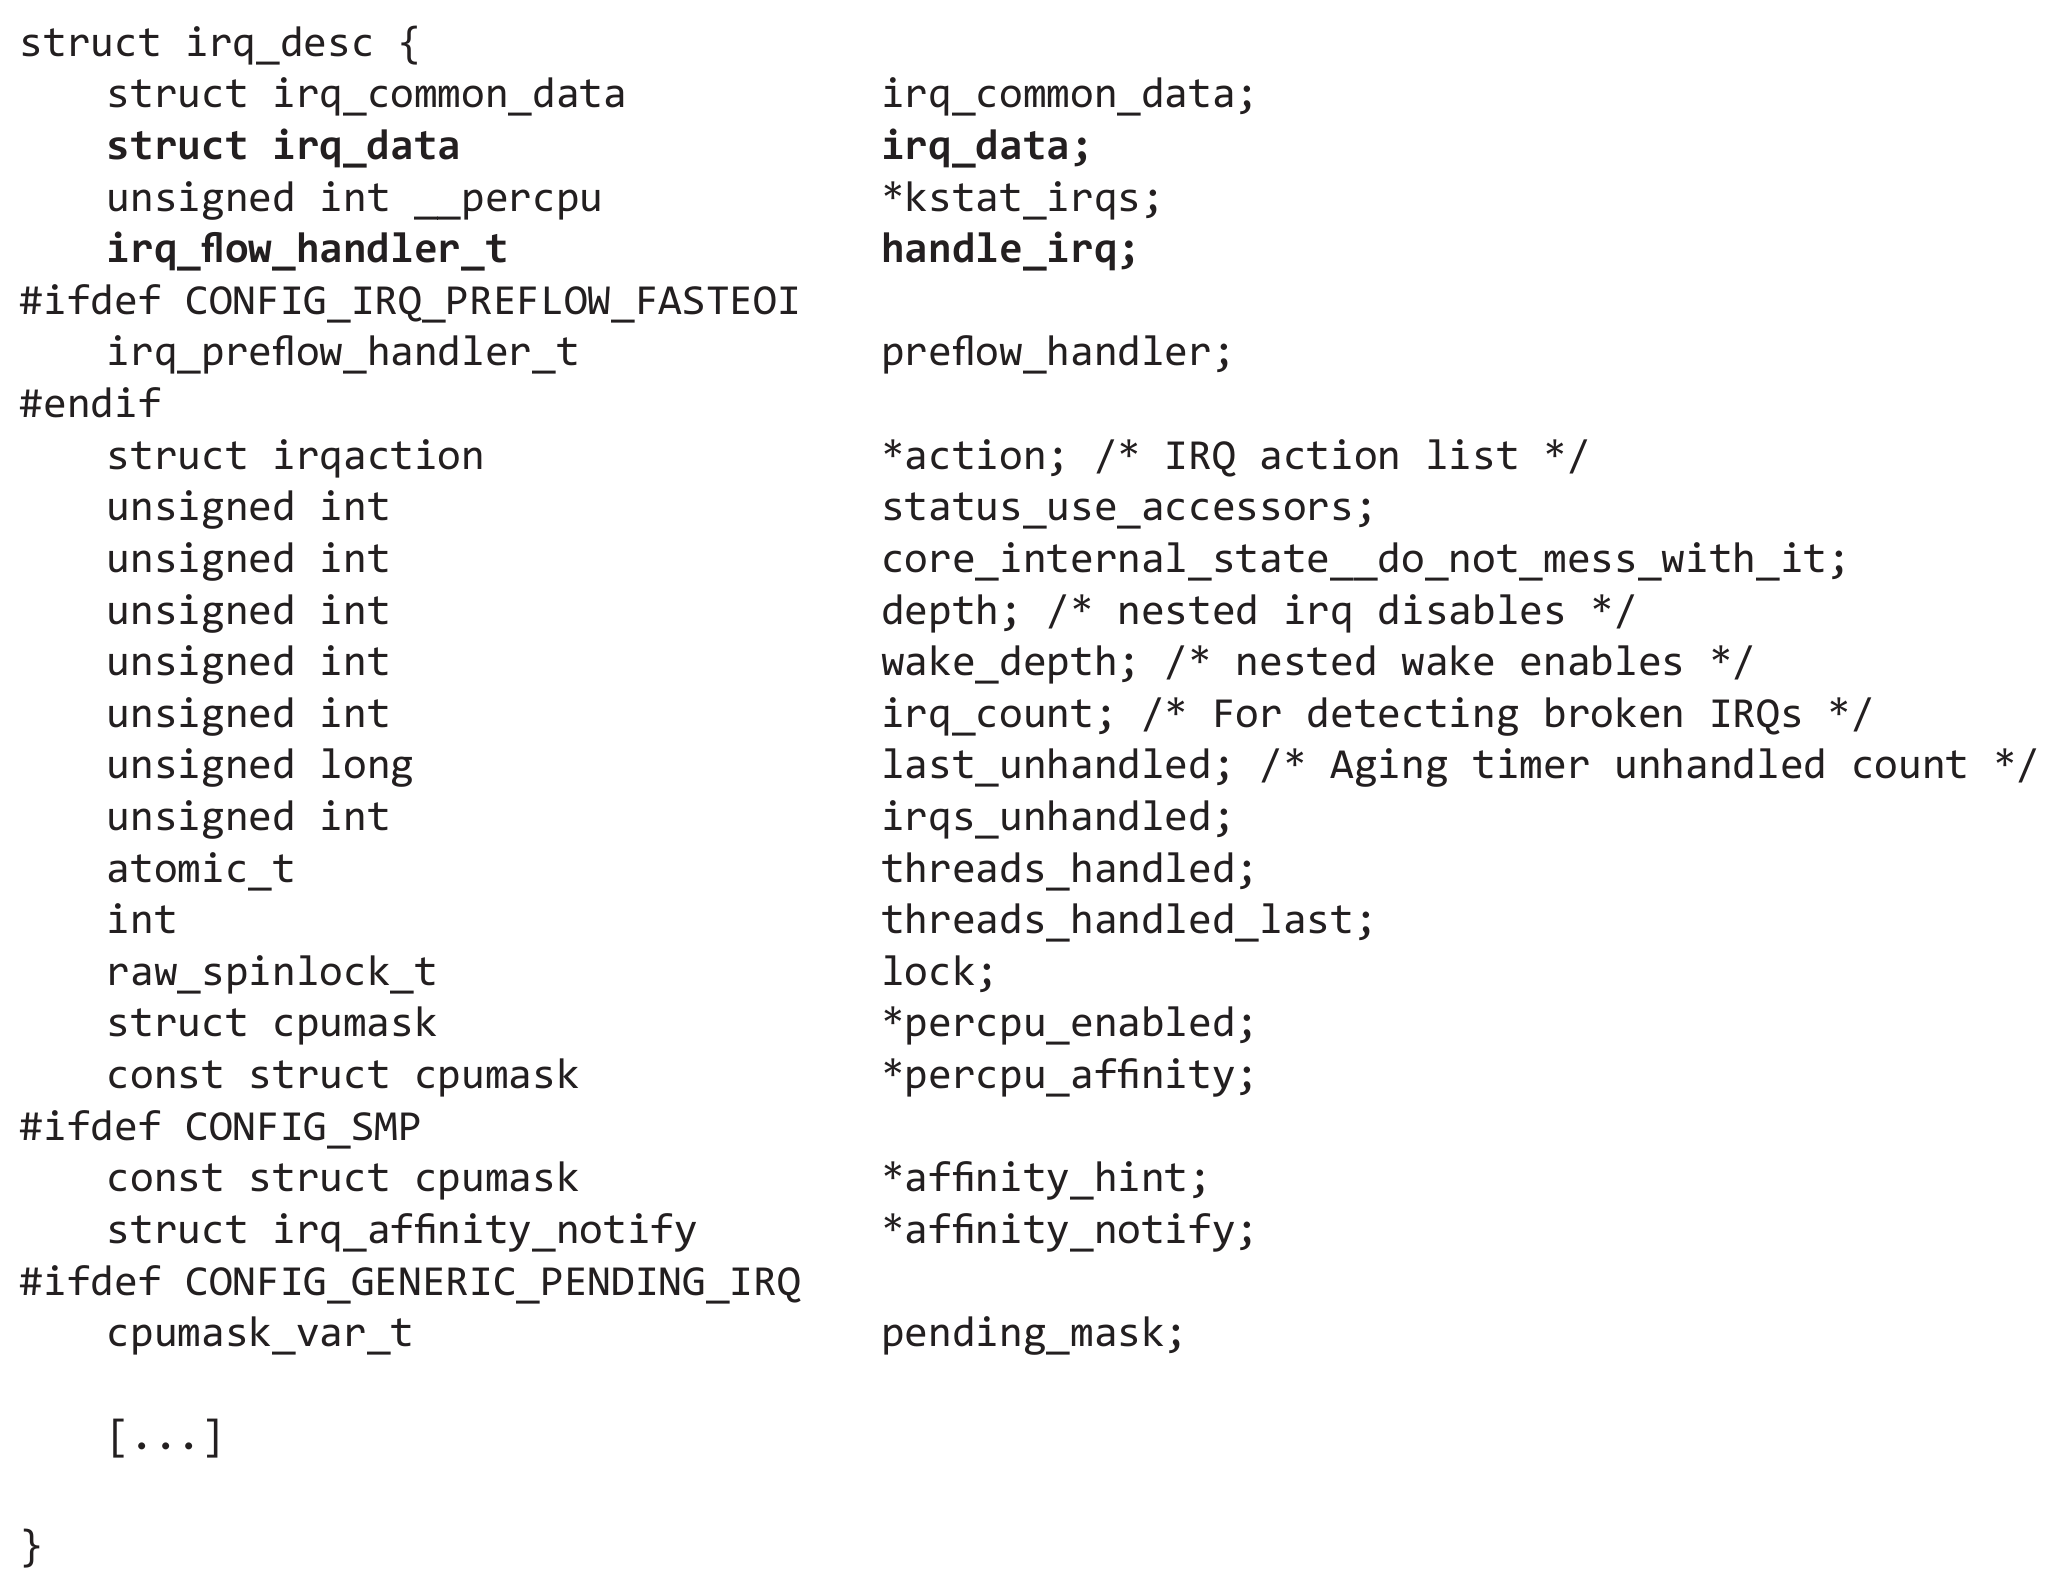 struct irq_desc {
    struct irq_common_data           irq_common_data;
    struct irq_data                  irq_data;
    unsigned int __percpu            *kstat_irqs;
    irq_flow_handler_t               handle_irq;
#ifdef CONFIG_IRQ_PREFLOW_FASTEOI
    irq_preflow_handler_t            preflow_handler;
#endif
    struct irqaction                 *action; /* IRQ action list */
    unsigned int                     status_use_accessors;
    unsigned int                     core_internal_state__do_not_mess_with_it;
    unsigned int                     depth; /* nested irq disables */
    unsigned int                     wake_depth; /* nested wake enables */
    unsigned int                     irq_count; /* For detecting broken IRQs */
    unsigned long                    last_unhandled; /* Aging timer unhandled count */
    unsigned int                     irqs_unhandled;
    atomic_t                         threads_handled;
    int                              threads_handled_last;
    raw_spinlock_t                   lock;
    struct cpumask                   *percpu_enabled;
    const struct cpumask             *percpu_affinity;
#ifdef CONFIG_SMP
    const struct cpumask             *affinity_hint;
    struct irq_affinity_notify       *affinity_notify;
#ifdef CONFIG_GENERIC_PENDING_IRQ
    cpumask_var_t                    pending_mask;
    [...]
}